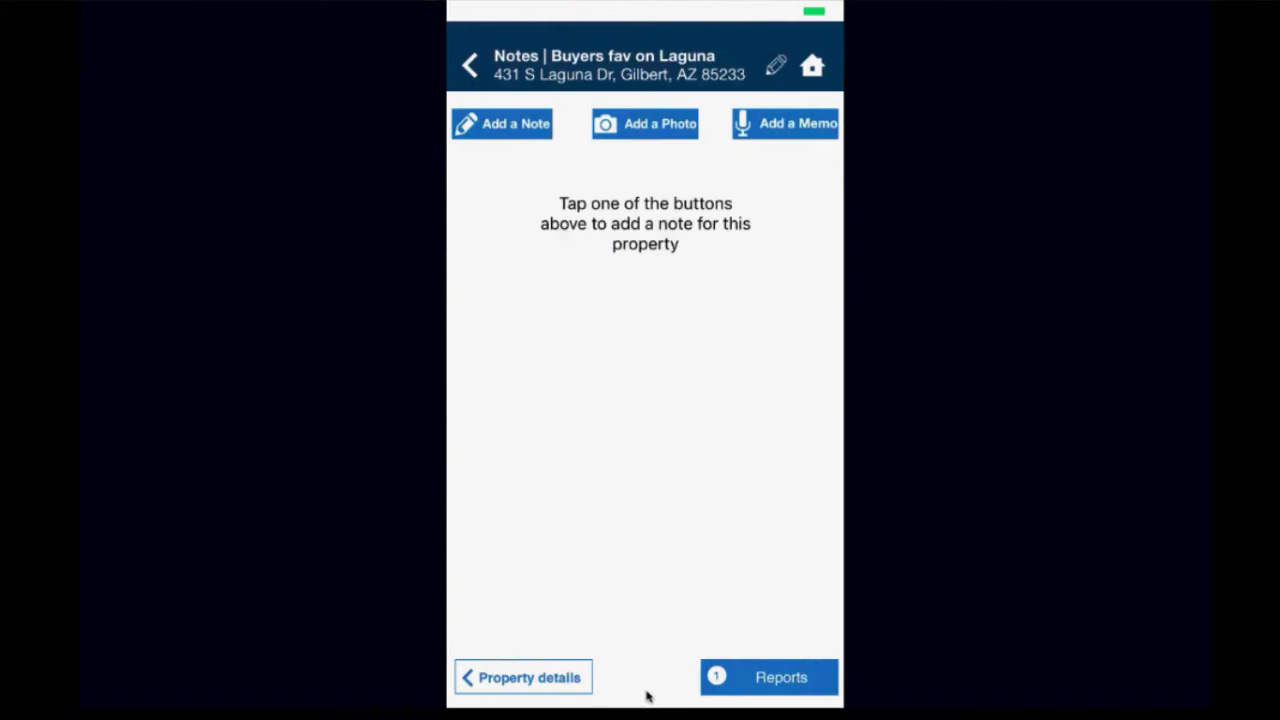 Notes | Buyers fav on Laguna
431 S Laguna Dr, Gilbert, AZ 85233
Add a Note
Add a Photo
Add a Memo
Tap one of the buttons
above to add a note for this
property
Property details
1 Reports